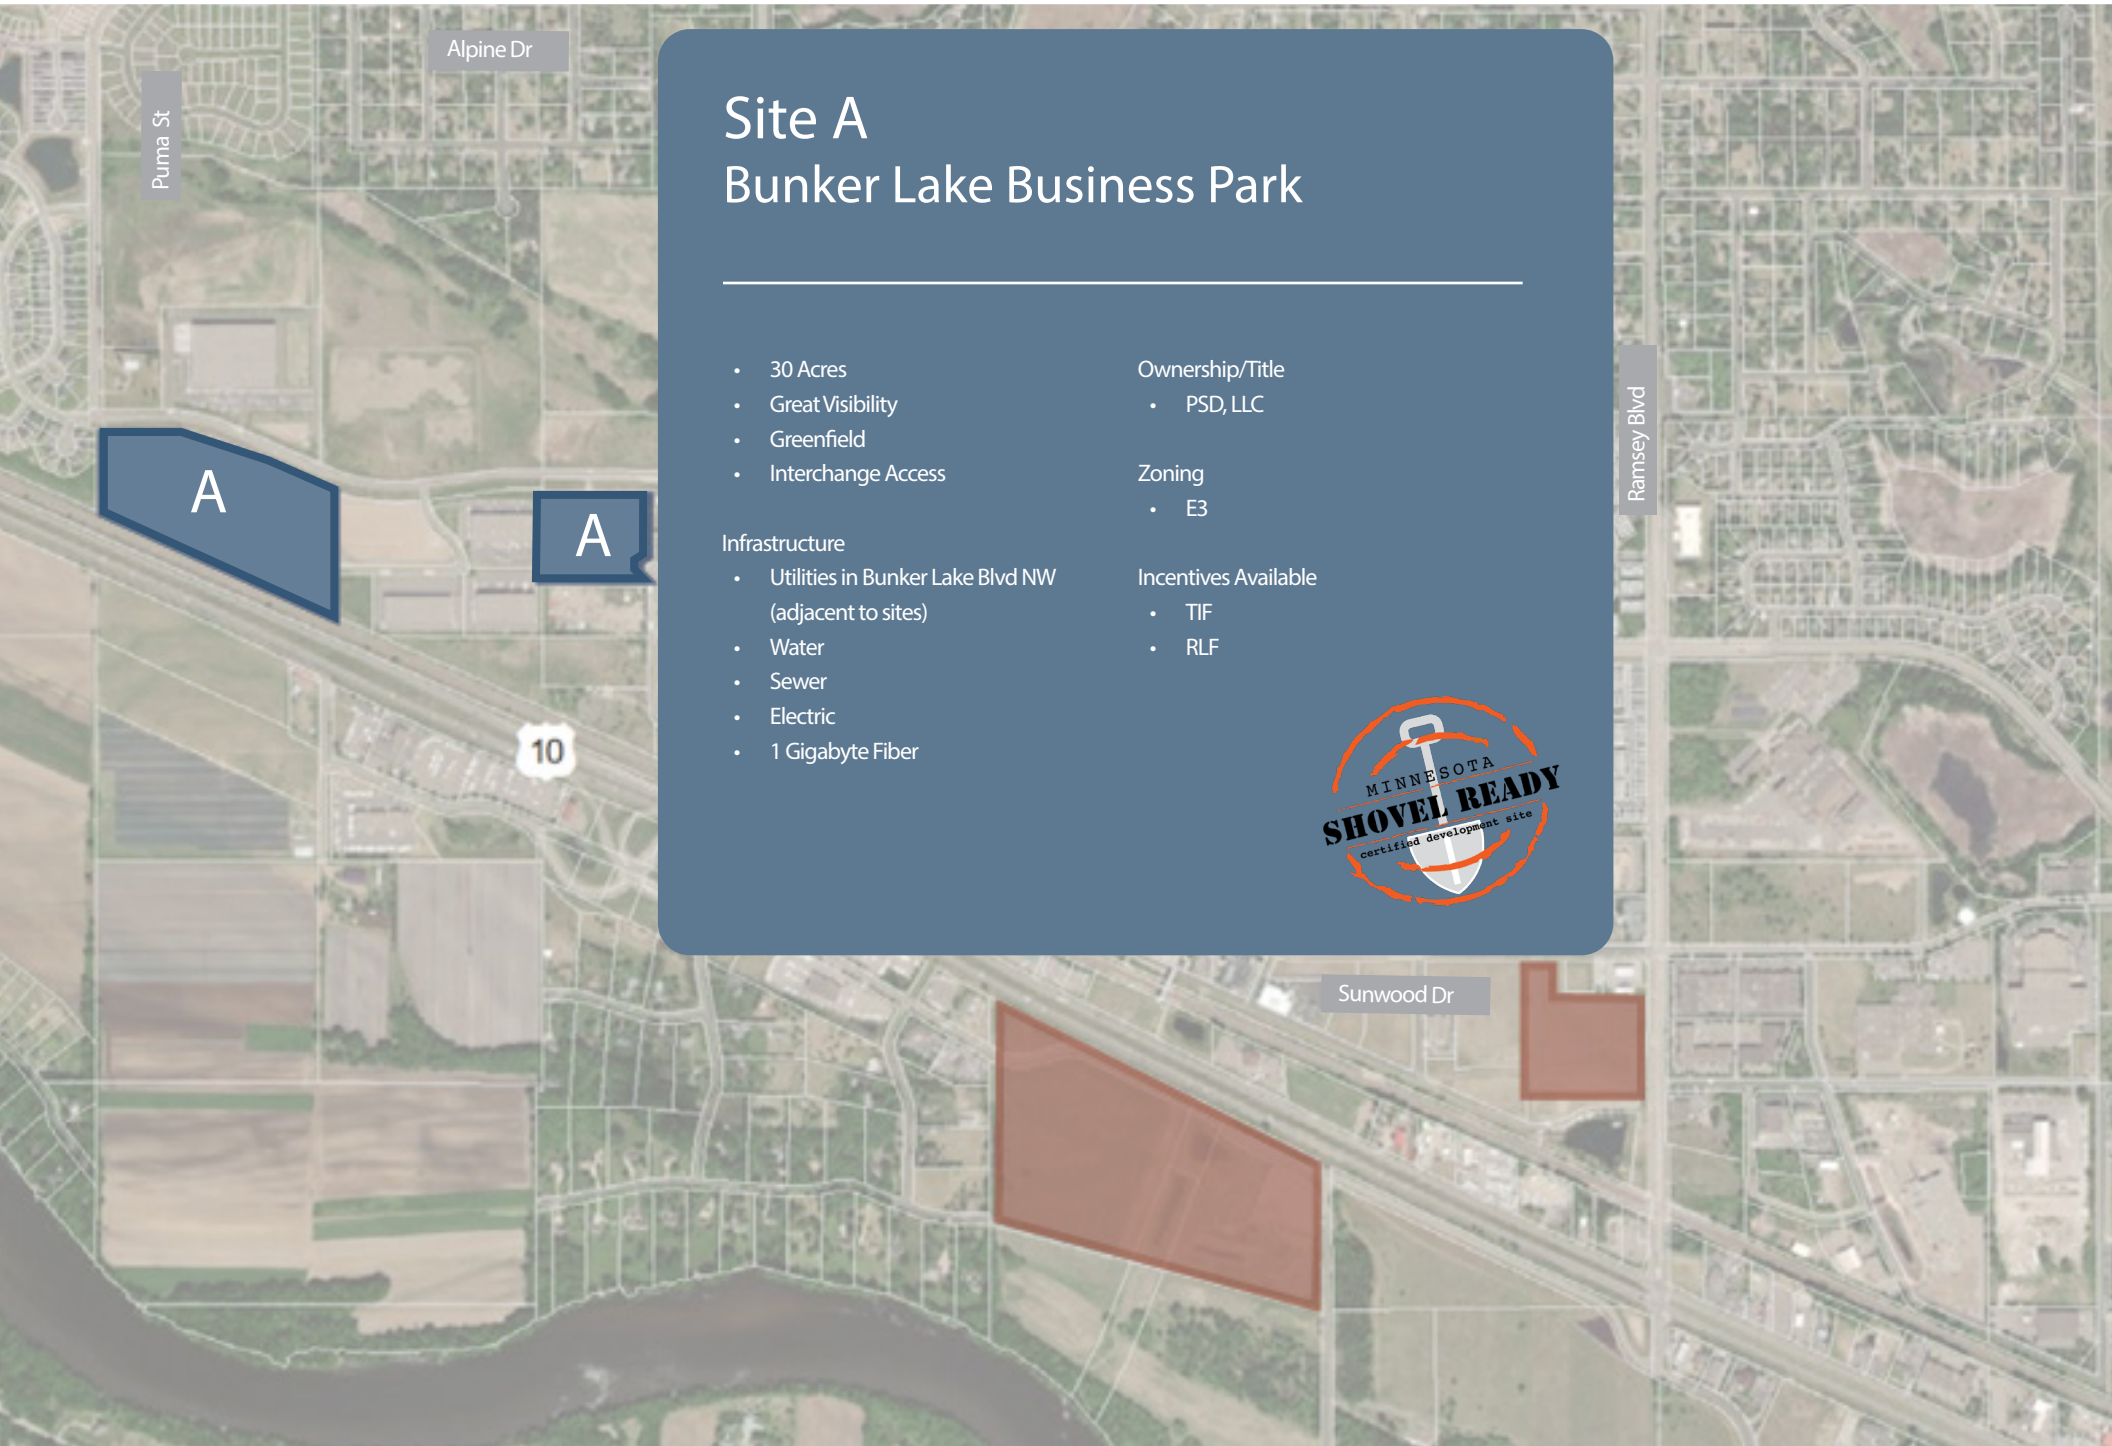 Alpine Dr
Puma St
Site A
Bunker Lake Business Park
• 30 Acres
• Great Visibility
• Greenfield
• Interchange Access
Infrastructure
• Utilities in Bunker Lake Blvd NW
(adjacent to sites)
• Water
• Sewer
• Electric
• 1 Gigabyte Fiber
Ownership/Title
• PSD, LLC
Zoning
• E3
Incentives Available
• TIF
• RLF
MINNESOTA
SHOVEL READY
certified development site
Ramsey Blvd
A
A
10
Sunwood Dr